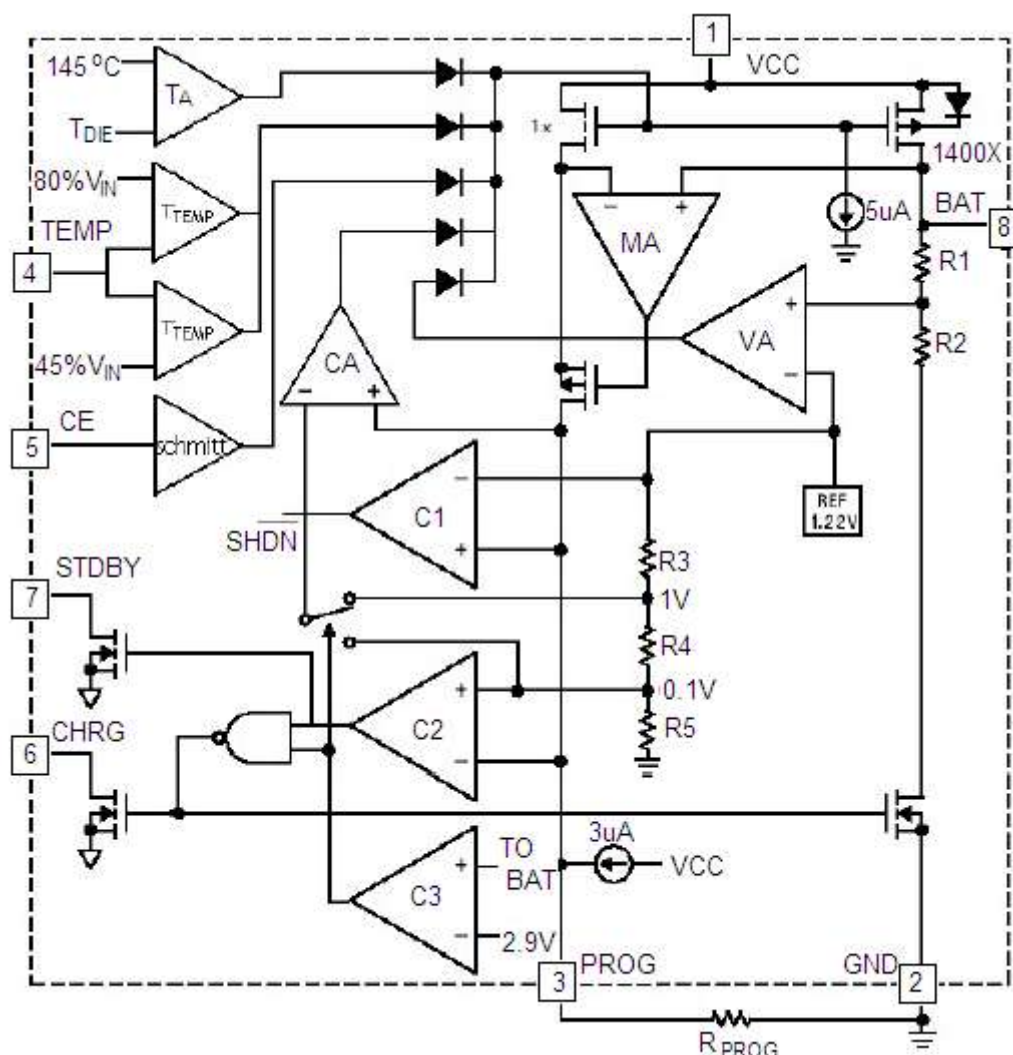 1
VCC
145 °C
TA
TDIE
1x
1400X
80%VIN
TTEMP
TEMP
4
5uA
BAT
8
− +
MA
R1
TTEMP
45%VIN
+
VA
−
R2
CA
− +
CE
5
schmitt
REF
1.22V
−
C1
+
SHDN
R3
STDBY
7
1V
R4
0.1V
+
C2
−
R5
CHRG
6
3uA
VCC
+
C3
−
TO
BAT
2.9V
3
PROG
GND
2
RPROG